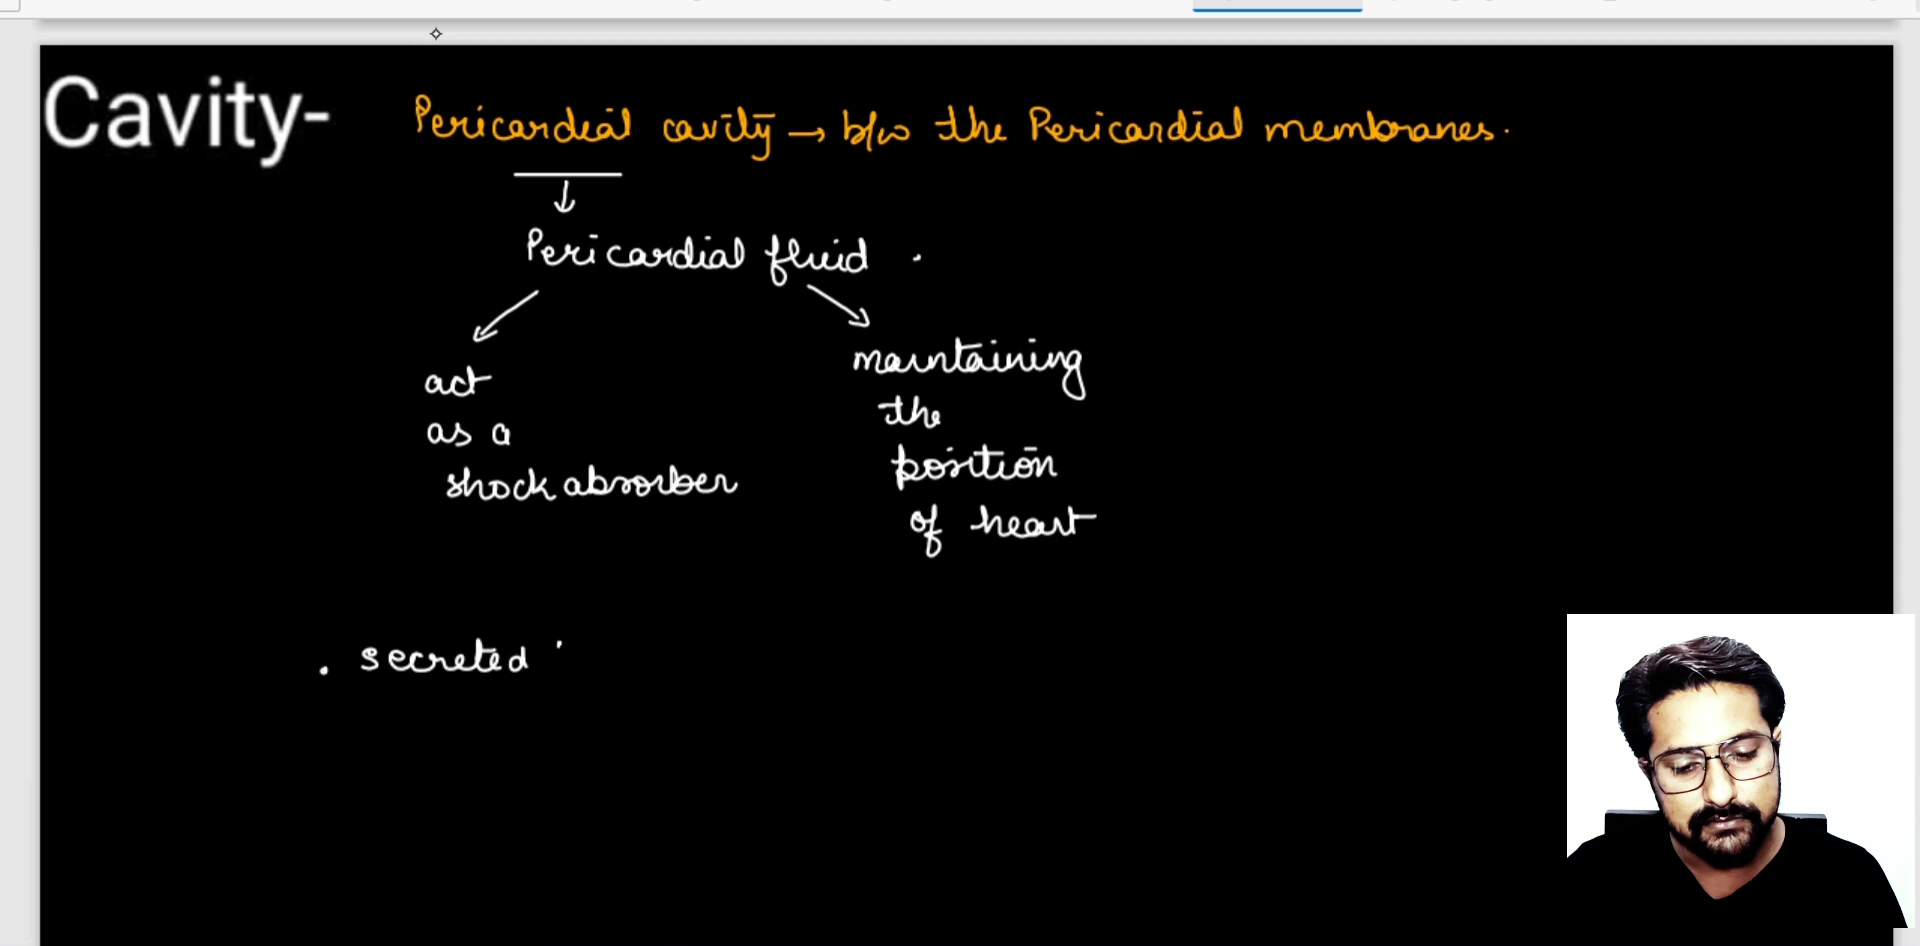 Cavity- Pericardial cavity → b/w the Pericardial membranes.
↓
Pericardial fluid .
act
as a
shock absorber
maintaining
the
position
of heart
. secreted